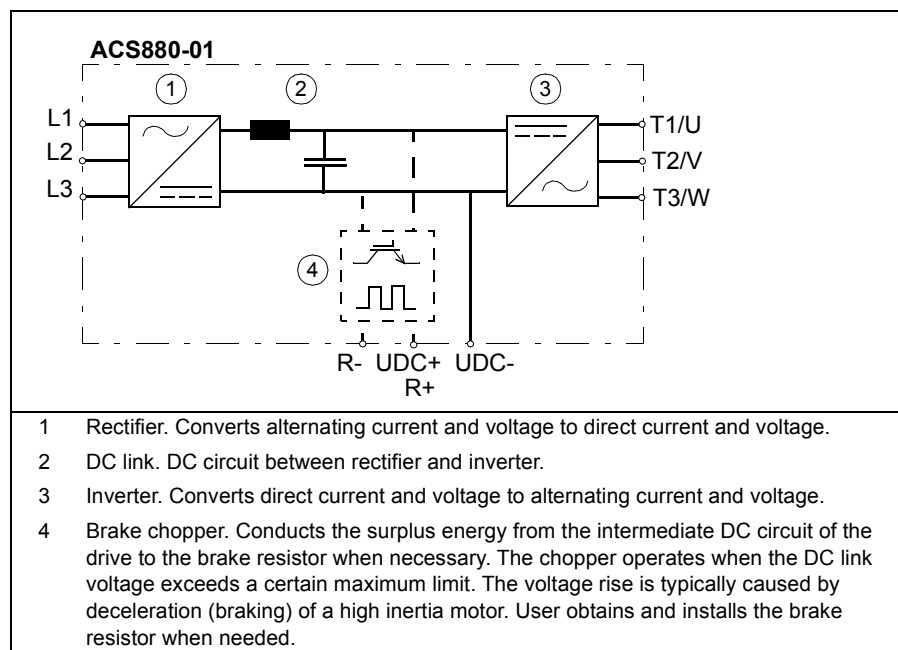 ACS880-01
1 2 3
L1
L2
L3
T1/U
T2/V
T3/W
4
R- UDC+ UDC-
R+
1 Rectifier. Converts alternating current and voltage to direct current and voltage.
2 DC link. DC circuit between rectifier and inverter.
3 Inverter. Converts direct current and voltage to alternating current and voltage.
4 Brake chopper. Conducts the surplus energy from the intermediate DC circuit of the
drive to the brake resistor when necessary. The chopper operates when the DC link
voltage exceeds a certain maximum limit. The voltage rise is typically caused by
deceleration (braking) of a high inertia motor. User obtains and installs the brake
resistor when needed.